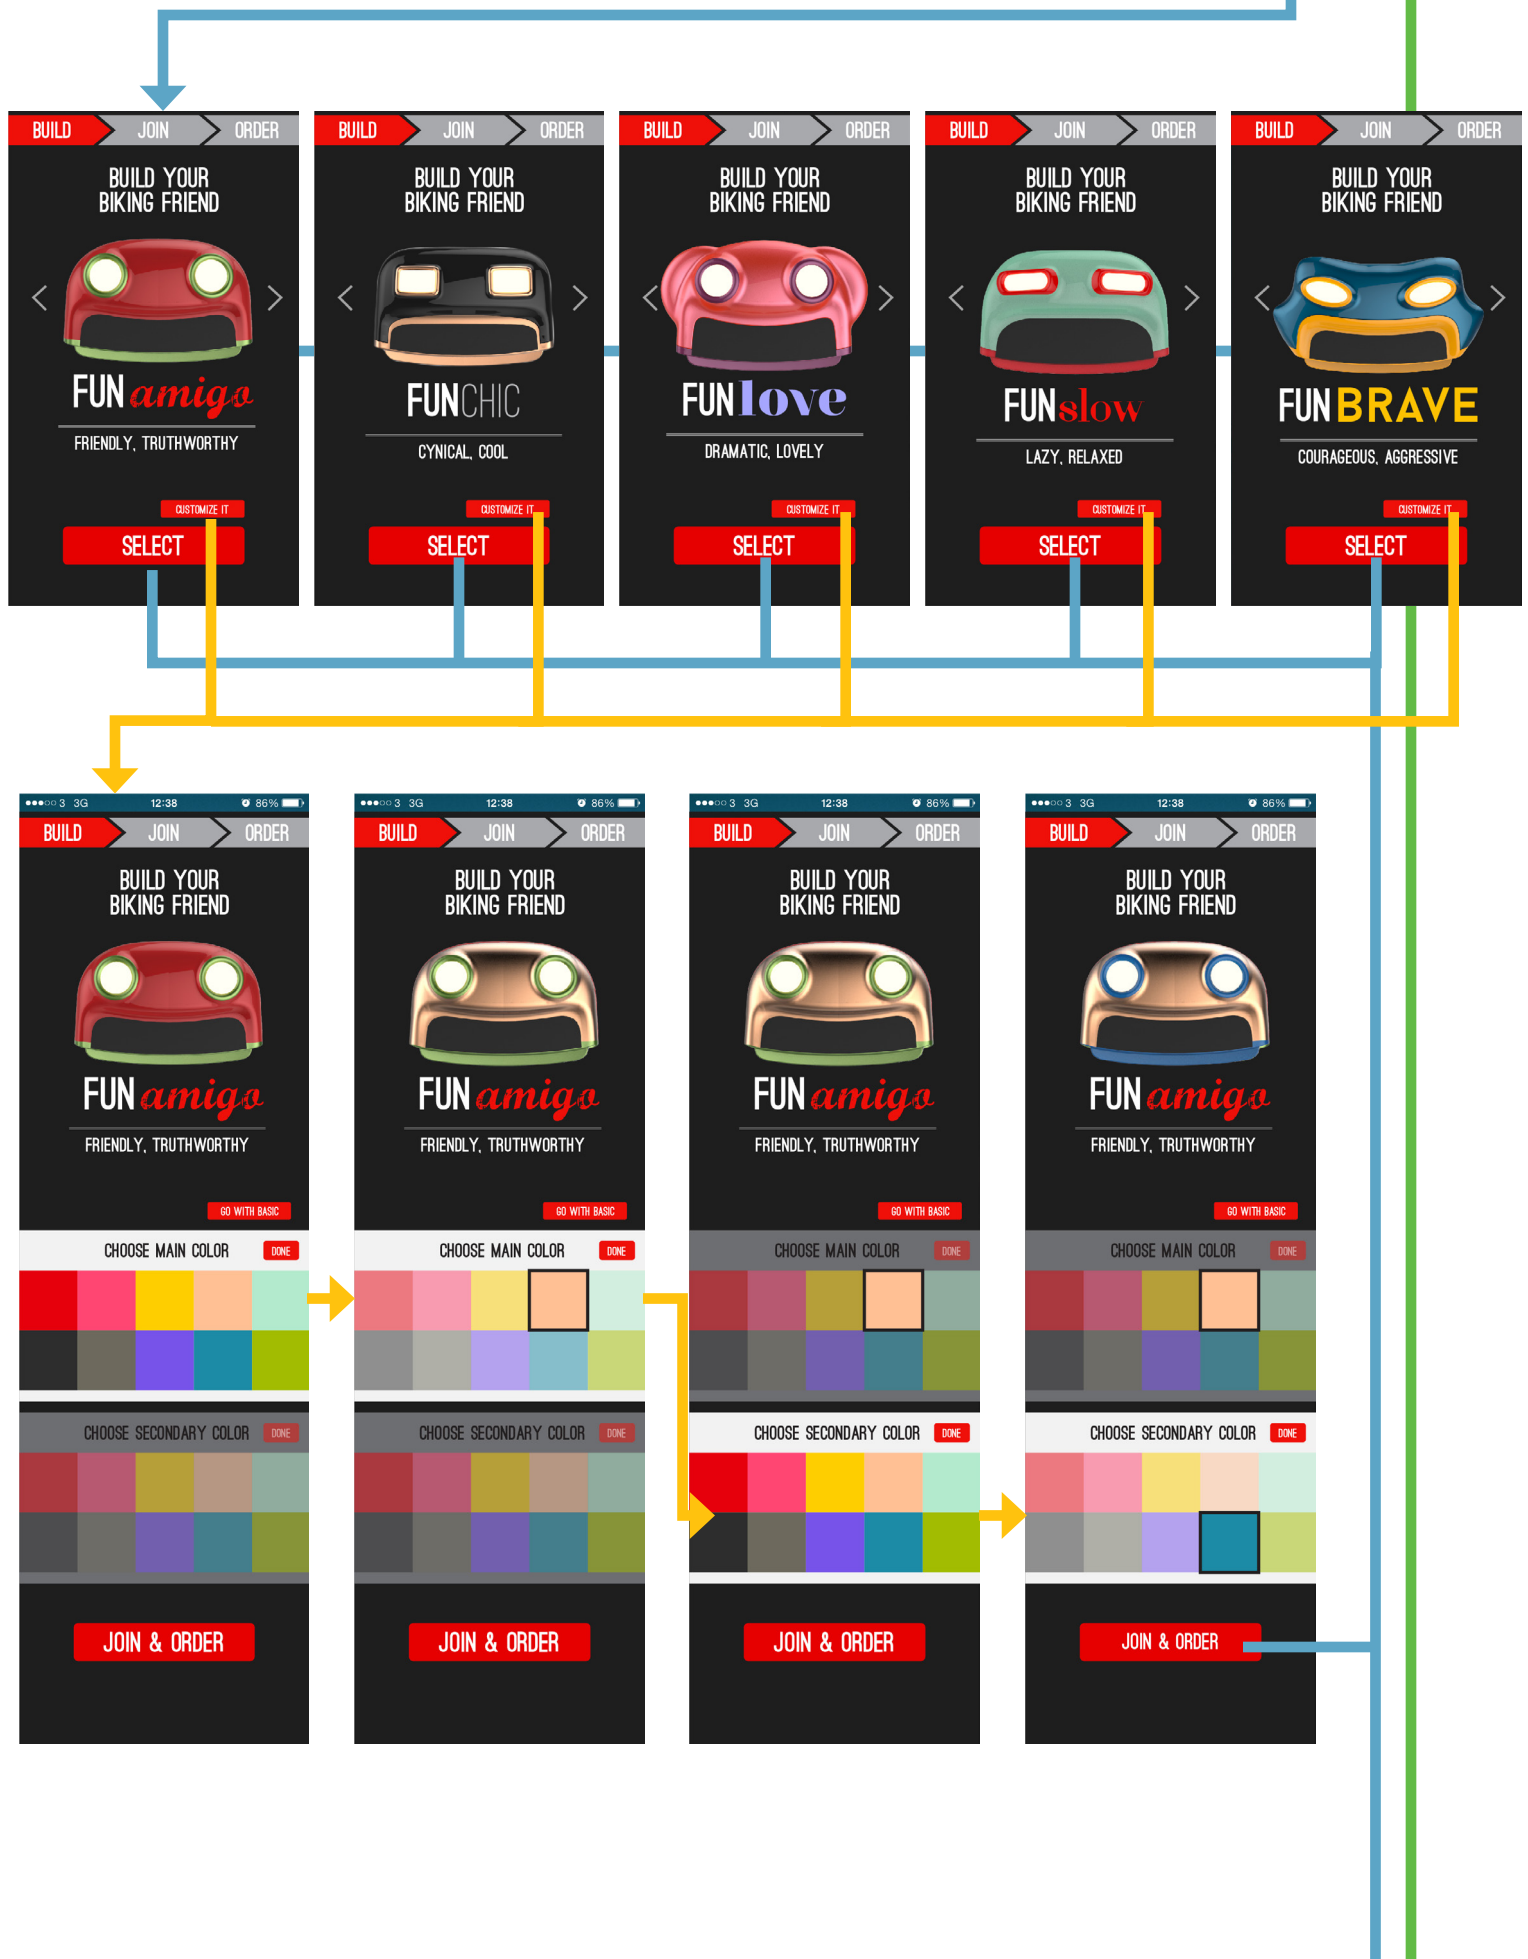 BUILD JOIN ORDER
BUILD YOUR
BIKING FRIEND
FUN amigo
FRIENDLY, TRUTHWORTHY
CUSTOMIZE IT
SELECT
BUILD JOIN ORDER
BUILD YOUR
BIKING FRIEND
FUNCHIC
CYNICAL, COOL
CUSTOMIZE IT
SELECT
BUILD JOIN ORDER
BUILD YOUR
BIKING FRIEND
FUN love
DRAMATIC, LOVELY
CUSTOMIZE IT
SELECT
BUILD JOIN ORDER
BUILD YOUR
BIKING FRIEND
FUN slow
LAZY, RELAXED
CUSTOMIZE IT
SELECT
BUILD JOIN ORDER
BUILD YOUR
BIKING FRIEND
FUN BRAVE
COURAGEOUS, AGGRESSIVE
CUSTOMIZE IT
SELECT
3 3G 12:38 86%
BUILD JOIN ORDER
BUILD YOUR
BIKING FRIEND
FUN amigo
FRIENDLY, TRUTHWORTHY
GO WITH BASIC
CHOOSE MAIN COLOR DONE
CHOOSE SECONDARY COLOR DONE
JOIN & ORDER
3 3G 12:38 86%
BUILD JOIN ORDER
BUILD YOUR
BIKING FRIEND
FUN amigo
FRIENDLY, TRUTHWORTHY
GO WITH BASIC
CHOOSE MAIN COLOR DONE
CHOOSE SECONDARY COLOR DONE
JOIN & ORDER
3 3G 12:38 86%
BUILD JOIN ORDER
BUILD YOUR
BIKING FRIEND
FUN amigo
FRIENDLY, TRUTHWORTHY
GO WITH BASIC
CHOOSE MAIN COLOR DONE
CHOOSE SECONDARY COLOR DONE
JOIN & ORDER
3 3G 12:38 86%
BUILD JOIN ORDER
BUILD YOUR
BIKING FRIEND
FUN amigo
FRIENDLY, TRUTHWORTHY
GO WITH BASIC
CHOOSE MAIN COLOR DONE
CHOOSE SECONDARY COLOR DONE
JOIN & ORDER